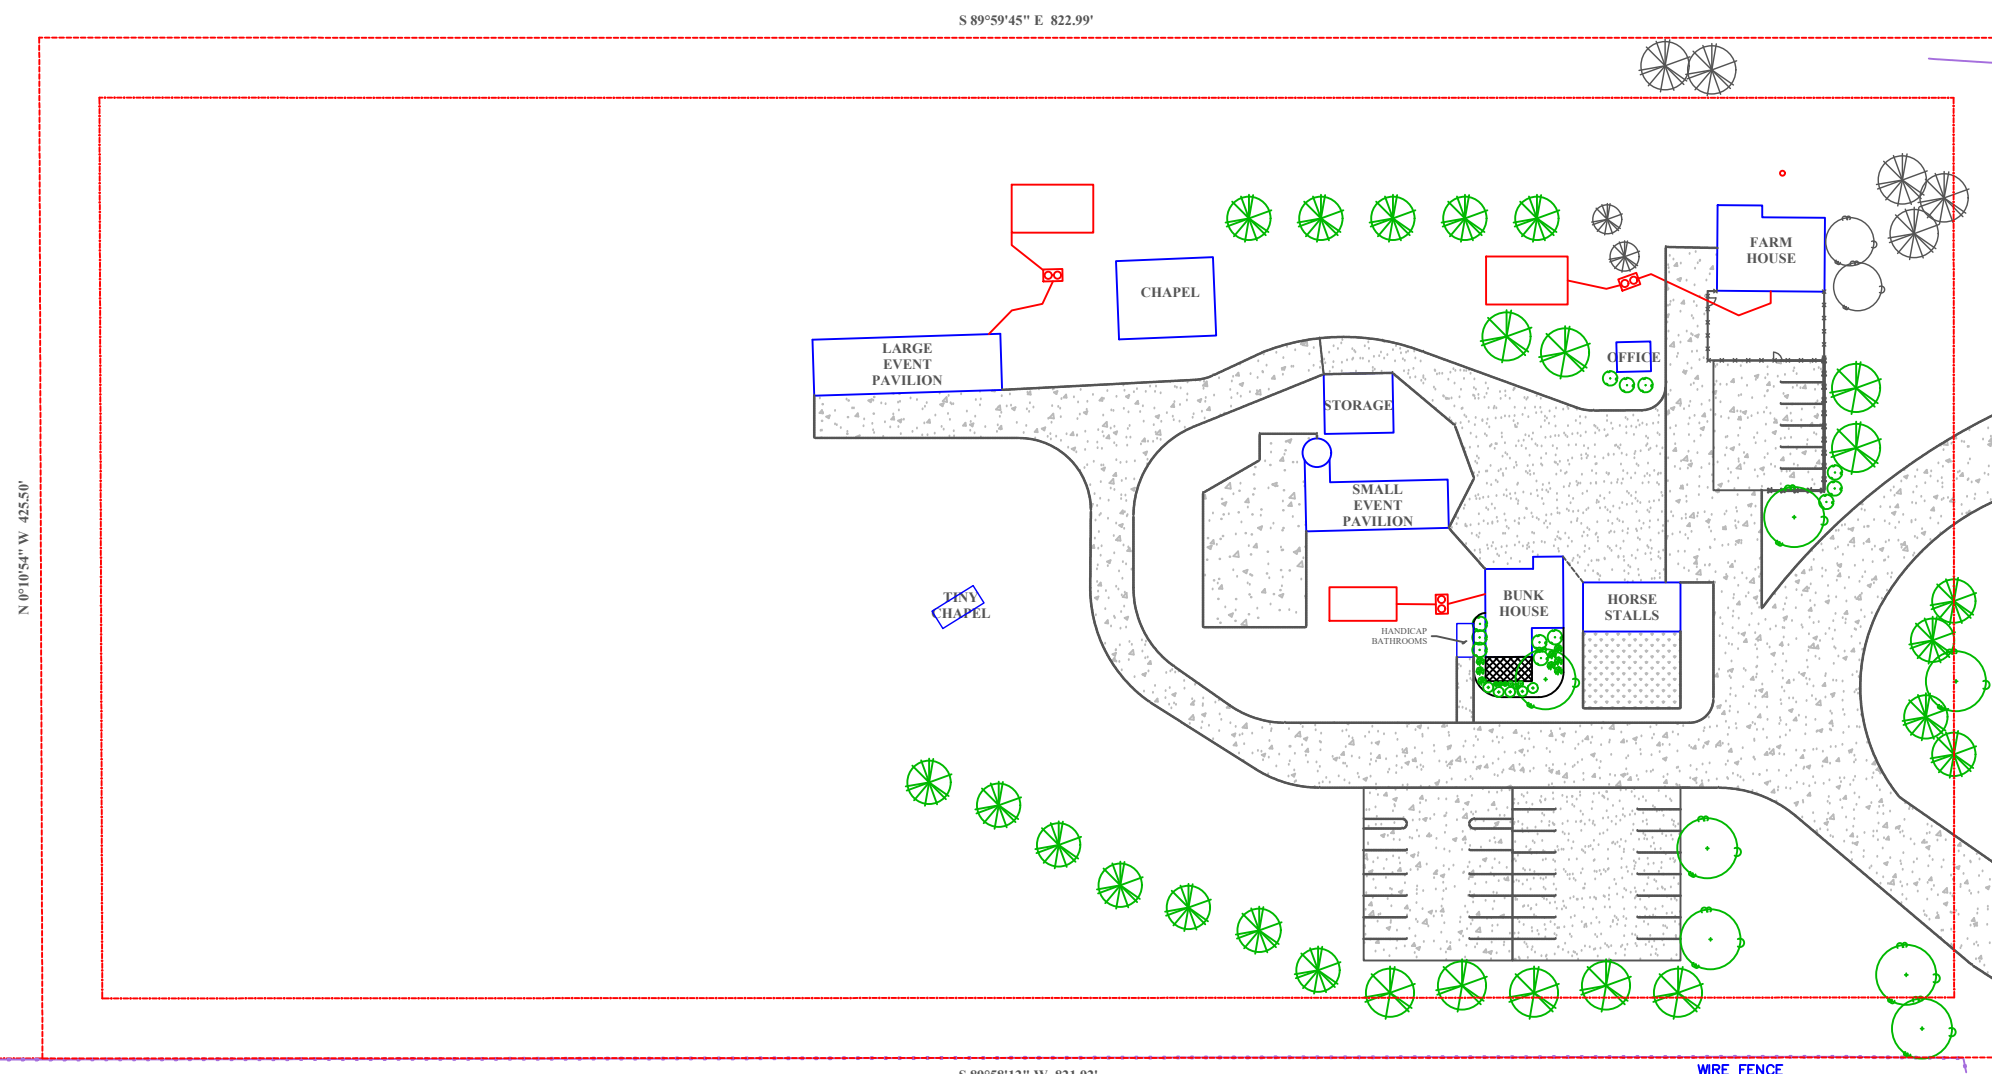 S 89°59'45" E 822.99'
N 0°10'54" W 425.50'
FARM
HOUSE
CHAPEL
LARGE
EVENT
PAVILION
OFFICE
STORAGE
SMALL
EVENT
PAVILION
TINY
CHAPEL
BUNK
HOUSE
HORSE
STALLS
HANDICAP
BATHROOMS
WIRE FENCE